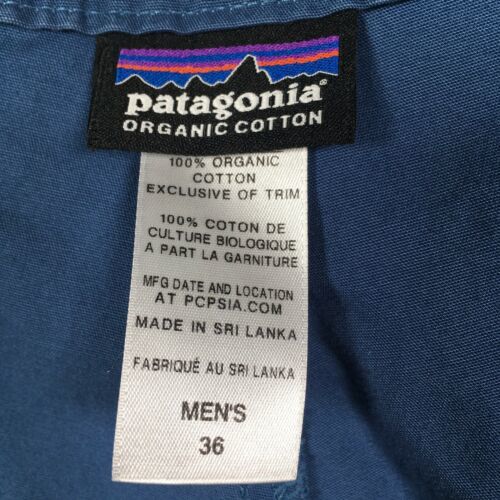 patagonia®
ORGANIC COTTON
100% ORGANIC
COTTON
EXCLUSIVE OF TRIM
100% COTON DE
CULTURE BIOLOGIQUE
A PART LA GARNITURE
MFG DATE AND LOCATION
AT PCPSIA.COM
MADE IN SRI LANKA
FABRIQUÉ AU SRI LANKA
MEN'S
36